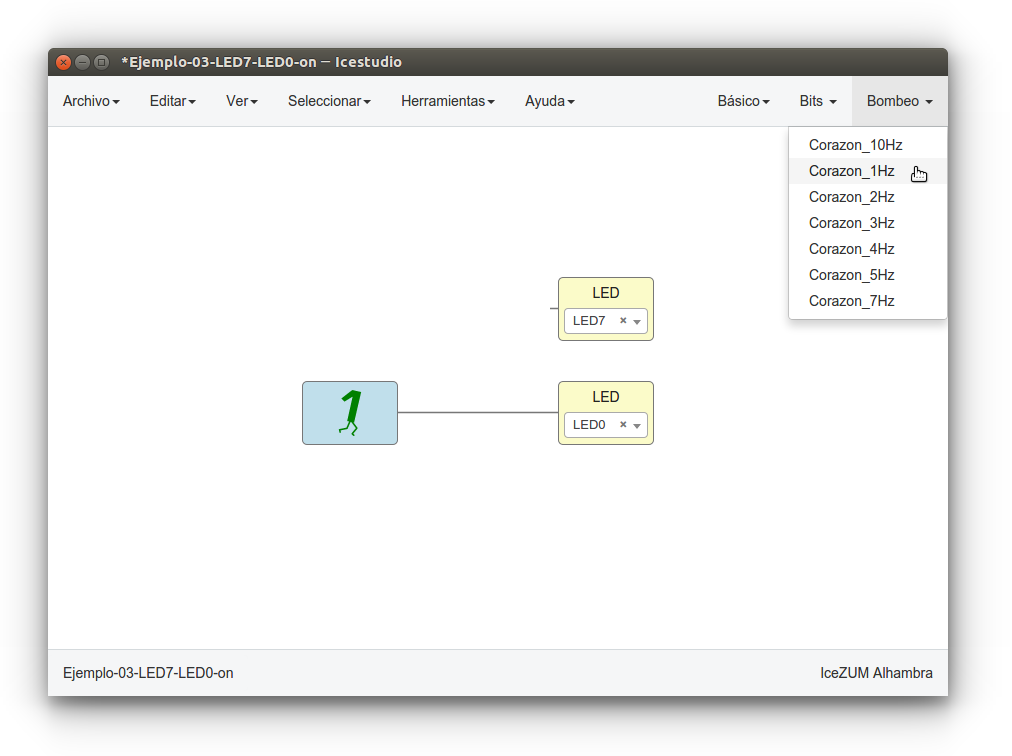 *Ejemplo-03-LED7-LED0-on — Icestudio
Archivo Editar Ver Seleccionar Herramientas Ayuda Básico Bits Bombeo
Corazon_10Hz
Corazon_1Hz
Corazon_2Hz
Corazon_3Hz
Corazon_4Hz
Corazon_5Hz
Corazon_7Hz
LED
LED7
1
LED
LED0
Ejemplo-03-LED7-LED0-on IceZUM Alhambra